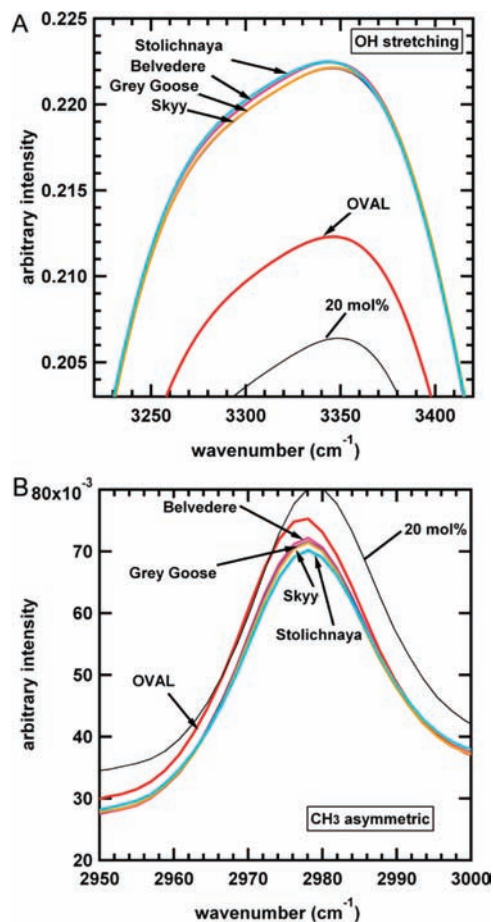 A
OH stretching
Stolichnaya
Belvedere
Grey Goose
Skyy
OVAL
20 mol%
0.225
0.220
0.215
0.210
0.205
arbitrary intensity
3250 3300 3350 3400
wavenumber (cm⁻¹)
B
80x10⁻³
70
60
50
40
30
20
arbitrary intensity
Belvedere
20 mol%
Grey Goose
Skyy
Stolichnaya
OVAL
CH3 asymmetric
2950 2960 2970 2980 2990 3000
wavenumber (cm⁻¹)